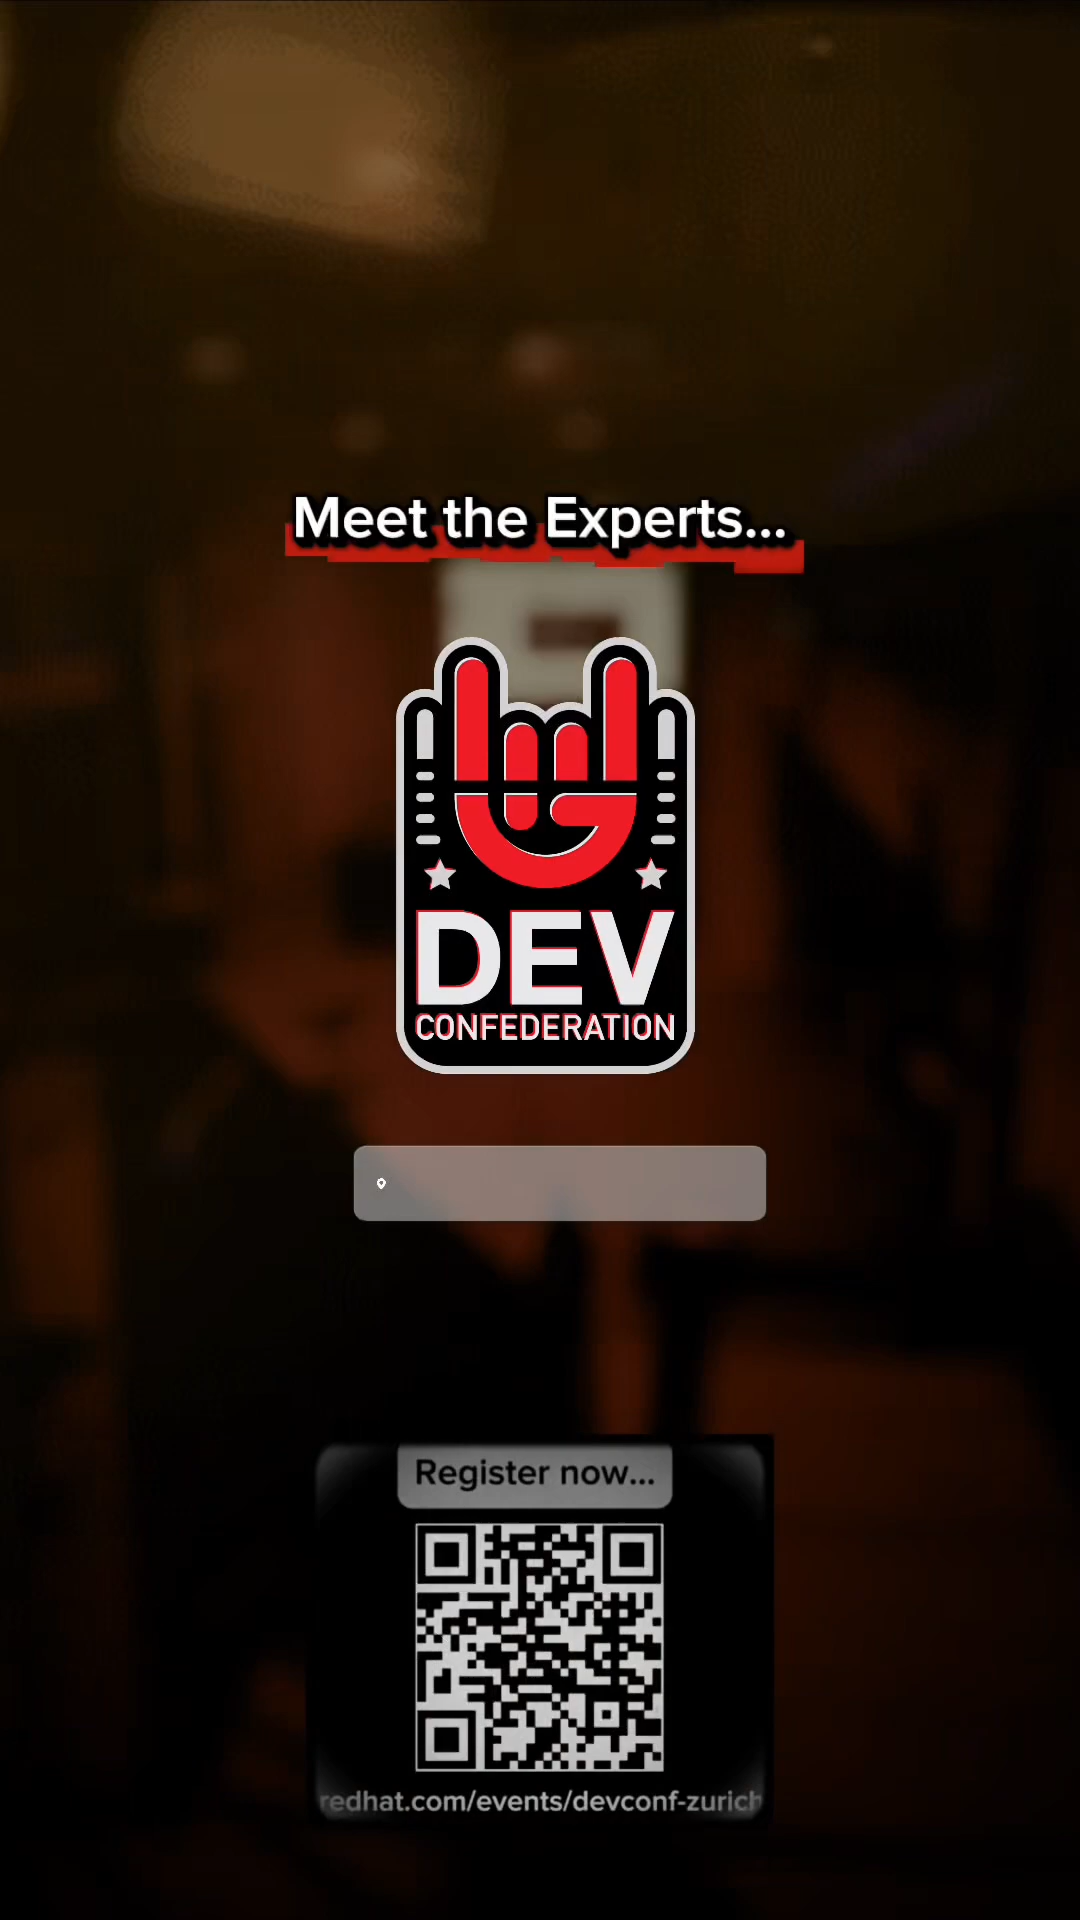 Meet the Experts...
DEV
CONFEDERATION
Register now...
redhat.com/events/devconf-zurich